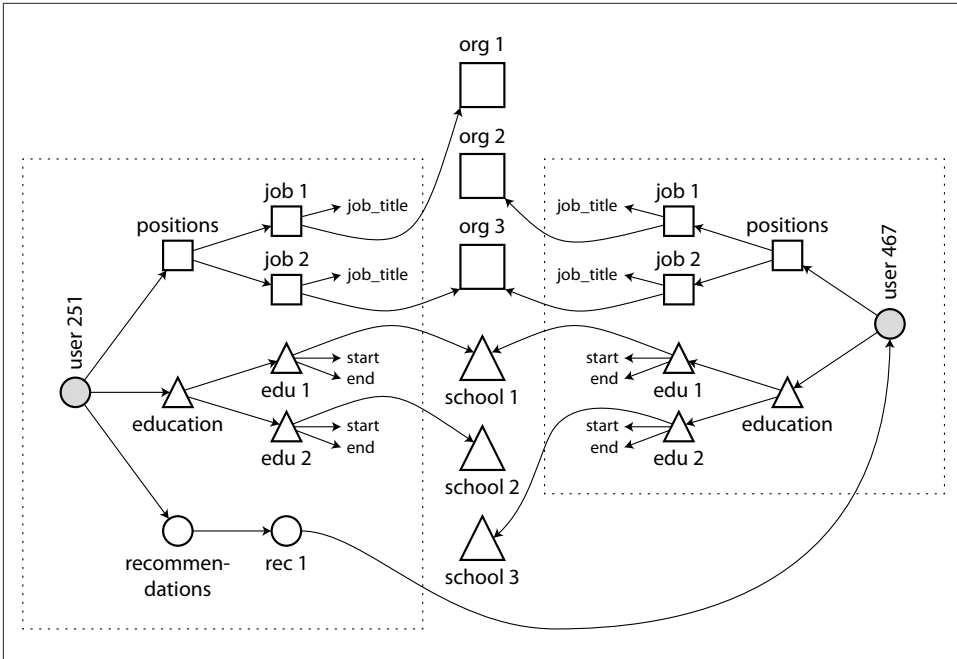 org 1
org 2
org 3
school 1
school 2
school 3
user 251
positions
job 1
job_title
job 2
job_title
education
edu 1
start
end
edu 2
start
end
recommen-
dations
rec 1
user 467
positions
job 1
job_title
job 2
job_title
education
edu 1
start
end
edu 2
start
end